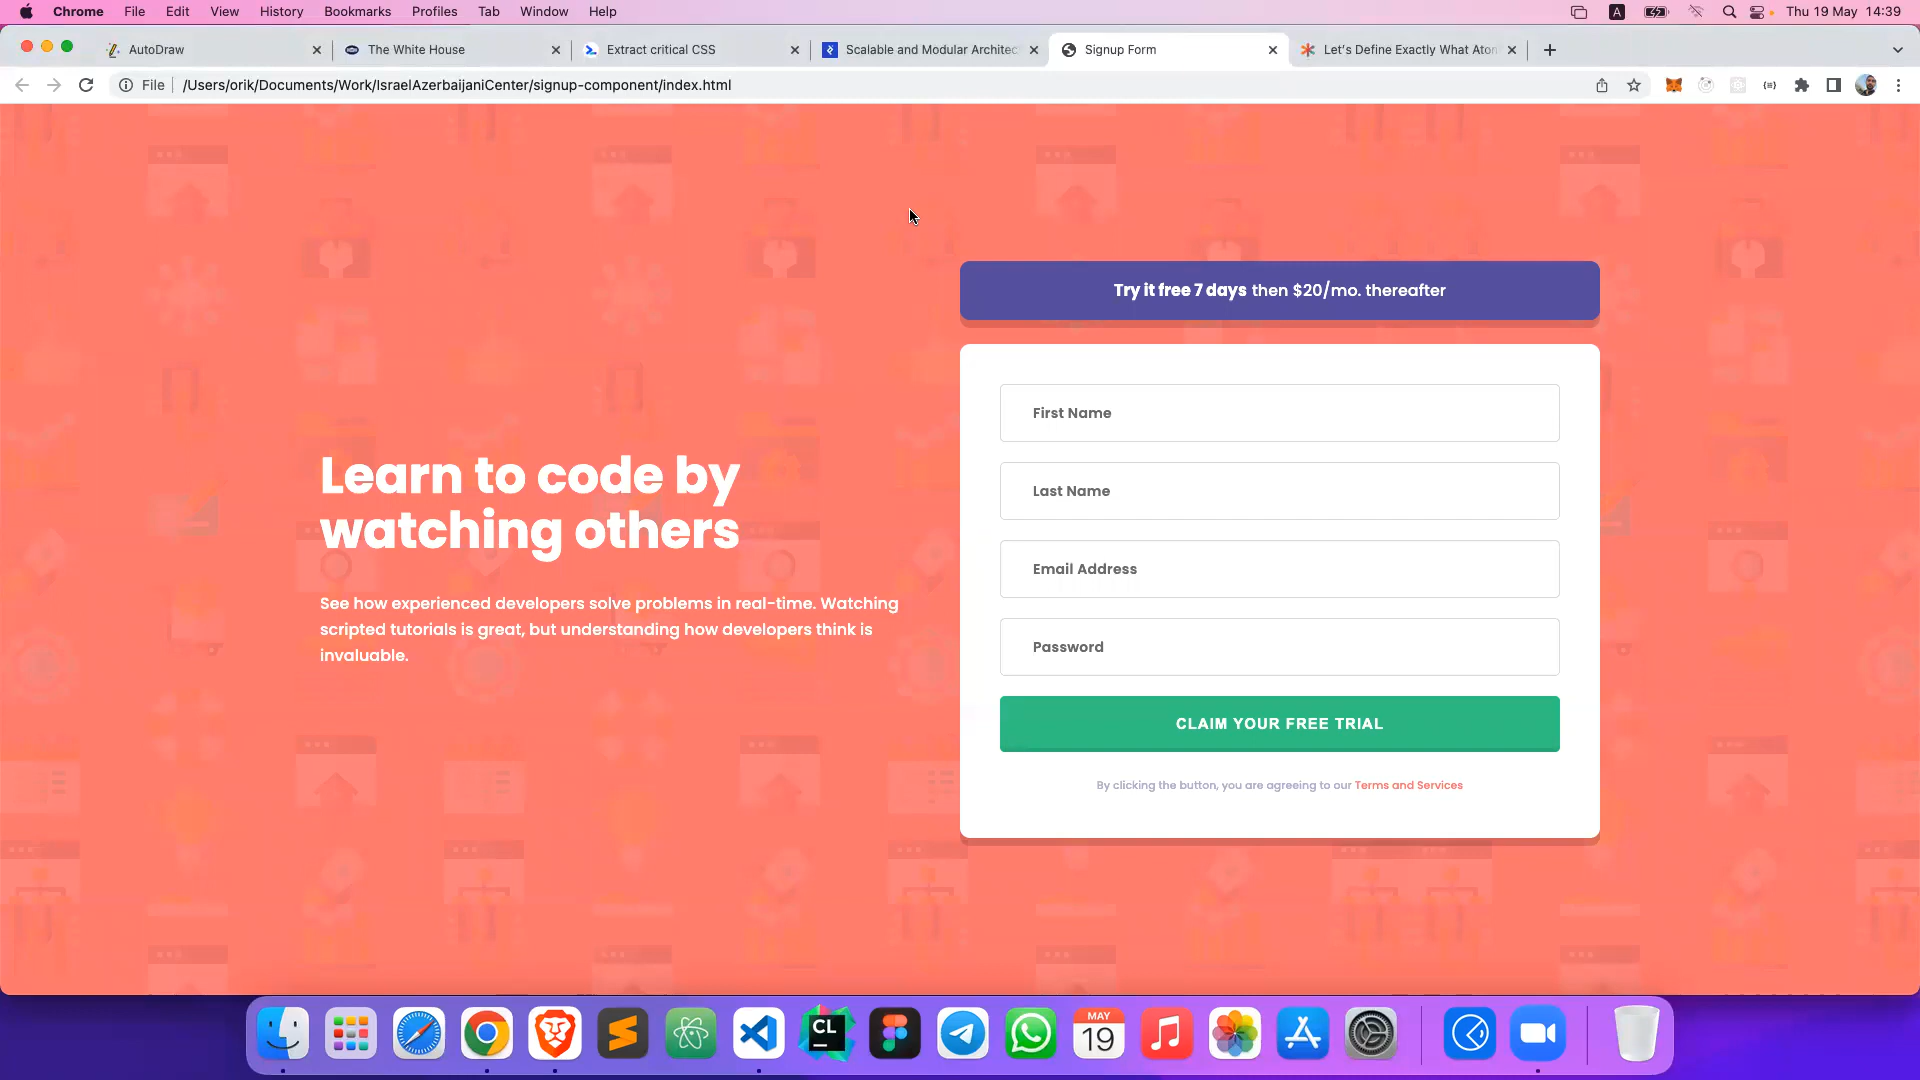 Chrome File Edit View History Bookmarks Profiles Tab Window Help A Thu 19 May 14:39
AutoDraw The White House Extract critical CSS Scalable and Modular Architec Signup Form Let's Define Exactly What Aton
File /Users/orik/Documents/Work/IsraelAzerbaijaniCenter/signup-component/index.html
Try it free 7 days then $20/mo. thereafter
First Name
Last Name
Email Address
Password
CLAIM YOUR FREE TRIAL
By clicking the button, you are agreeing to our Terms and Services
Learn to code by
watching others
See how experienced developers solve problems in real-time. Watching
scripted tutorials is great, but understanding how developers think is
invaluable.
CL
MAY
19